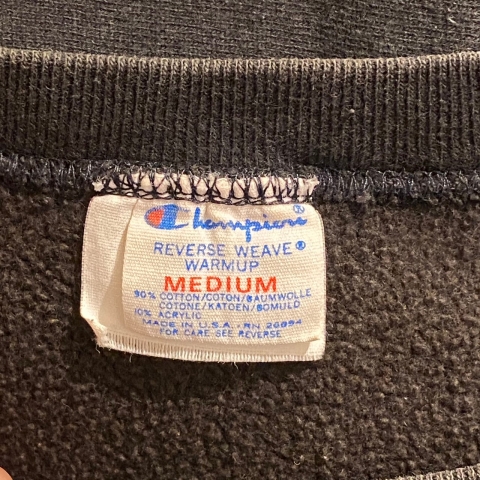 Champion®
REVERSE WEAVE®
WARMUP
MEDIUM
90% COTTON/COTON/BAUMWOLLE
COTONE/KATOEN/BOMULD
10% ACRYLIC
MADE IN U.S.A. - RN 26094
FOR CARE SEE REVERSE